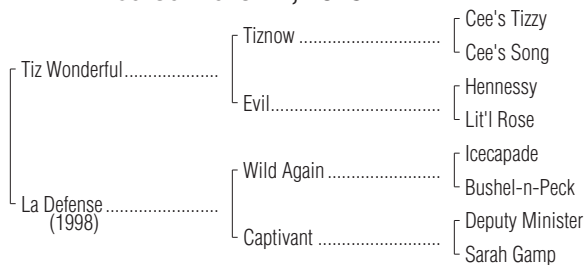 Cee's Tizzy
Tiznow
Cee's Song
Tiz Wonderful
Hennessy
Evil
Lit'l Rose
Icecapade
Wild Again
Bushel-n-Peck
La Defense
(1998)
Deputy Minister
Captivant
Sarah Gamp